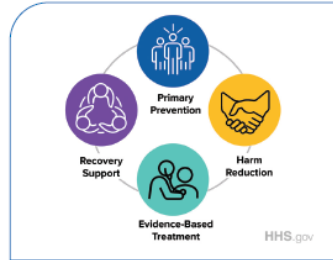 Primary
Prevention
Recovery
Support
Harm
Reduction
Evidence-Based
Treatment
HHS.gov